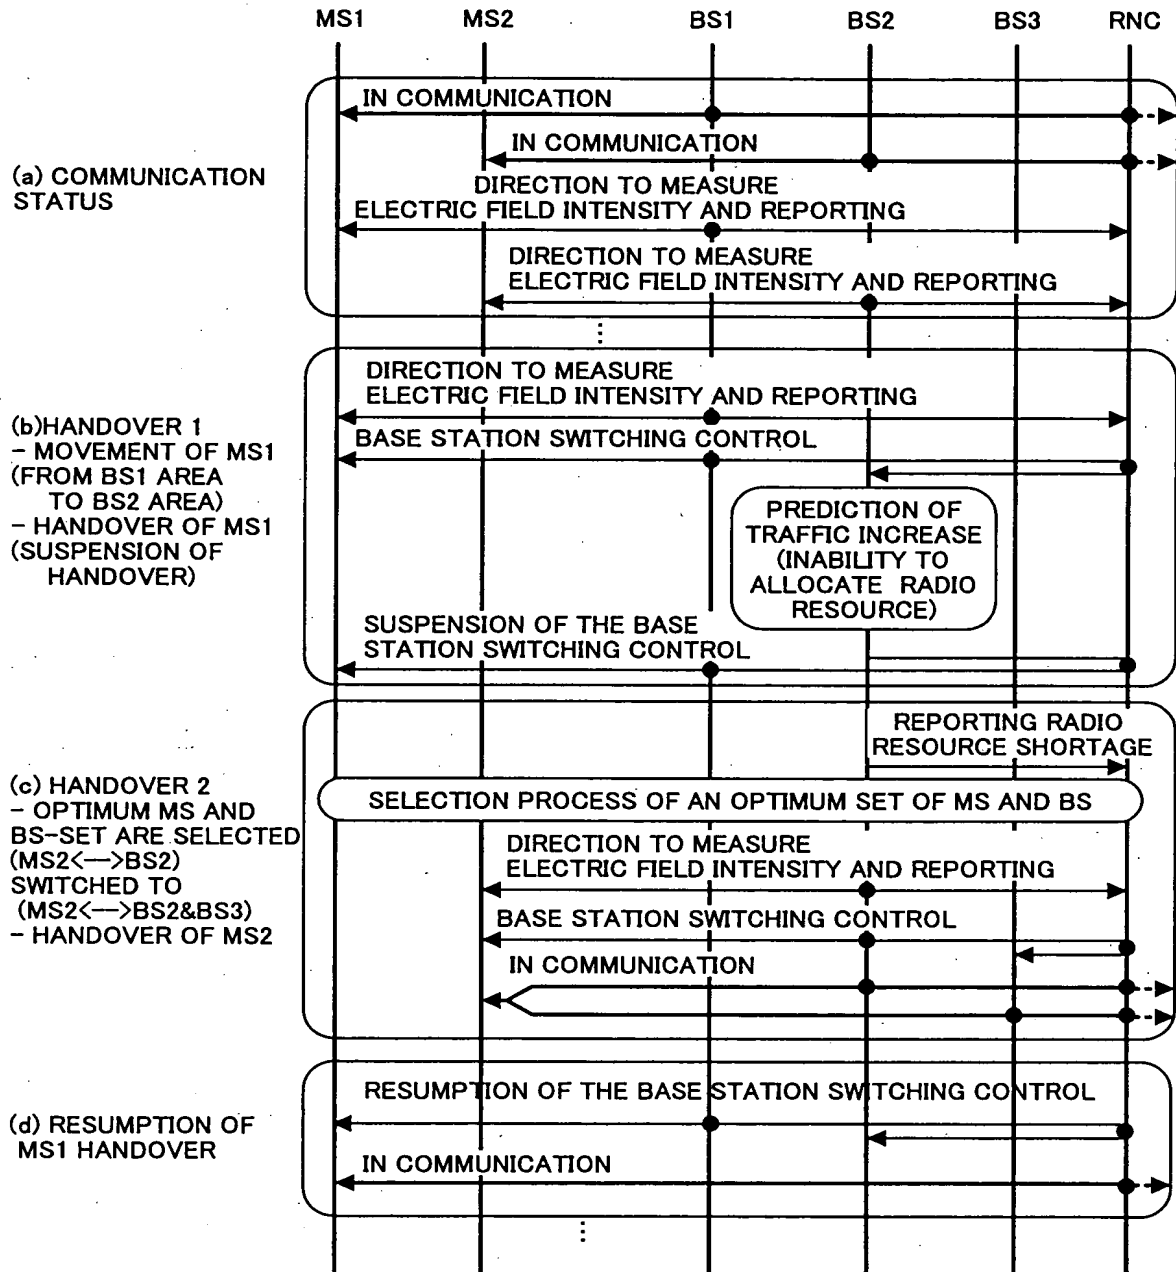 MS1 MS2 BS1 BS2 BS3 RNC
(a) COMMUNICATION
STATUS
IN COMMUNICATION
IN COMMUNICATION
DIRECTION TO MEASURE
ELECTRIC FIELD INTENSITY AND REPORTING
DIRECTION TO MEASURE
ELECTRIC FIELD INTENSITY AND REPORTING
(b)HANDOVER 1
- MOVEMENT OF MS1
(FROM BS1 AREA
TO BS2 AREA)
- HANDOVER OF MS1
(SUSPENSION OF
HANDOVER)
DIRECTION TO MEASURE
ELECTRIC FIELD INTENSITY AND REPORTING
BASE STATION SWITCHING CONTROL
PREDICTION OF
TRAFFIC INCREASE
(INABILITY TO
ALLOCATE RADIO
RESOURCE)
SUSPENSION OF THE BASE
STATION SWITCHING CONTROL
(c) HANDOVER 2
- OPTIMUM MS AND
BS-SET ARE SELECTED
(MS2<-->BS2)
SWITCHED TO
(MS2<-->BS2&BS3)
- HANDOVER OF MS2
REPORTING RADIO
RESOURCE SHORTAGE
SELECTION PROCESS OF AN OPTIMUM SET OF MS AND BS
DIRECTION TO MEASURE
ELECTRIC FIELD INTENSITY AND REPORTING
BASE STATION SWITCHING CONTROL
IN COMMUNICATION
(d) RESUMPTION OF
MS1 HANDOVER
RESUMPTION OF THE BASE STATION SWITCHING CONTROL
IN COMMUNICATION